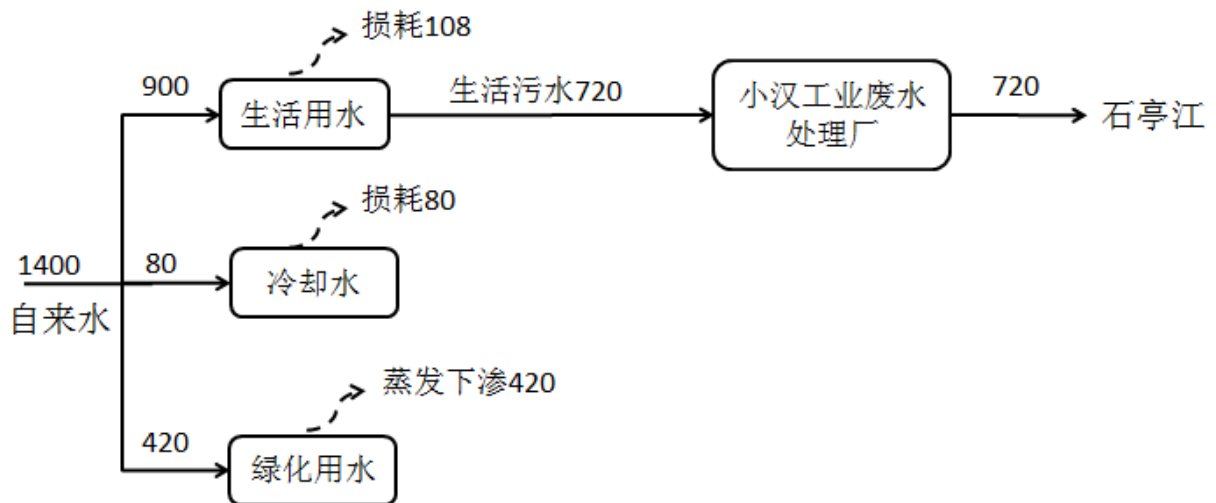 损耗108
900
生活用水
生活污水720
小汉工业废水
处理厂
720
石亭江
损耗80
1400
80
冷却水
自来水
蒸发下渗420
420
绿化用水